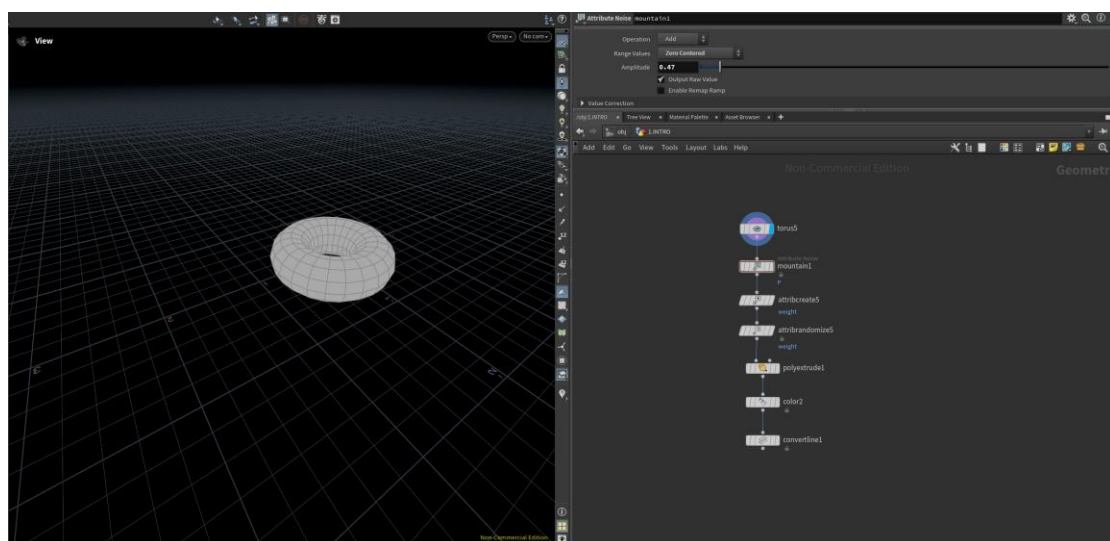 View
Persp
No cam
Non-Commercial Edition
Attribute Noise mountain1
Operation Add
Range Values Zero Centered
Amplitude 0.47
Output Raw Value
Enable Remap Ramp
Value Correction
/obj/1.INTRO Tree View Material Palette Asset Browser
obj 1.INTRO
Add Edit Go View Tools Layout Labs Help
Non-Commercial Edition
Geometr
torus5
Attribute Noise
mountain1
P
attribcreate5
weight
attribrandomize5
weight
polyextrude1
color2
convertline1